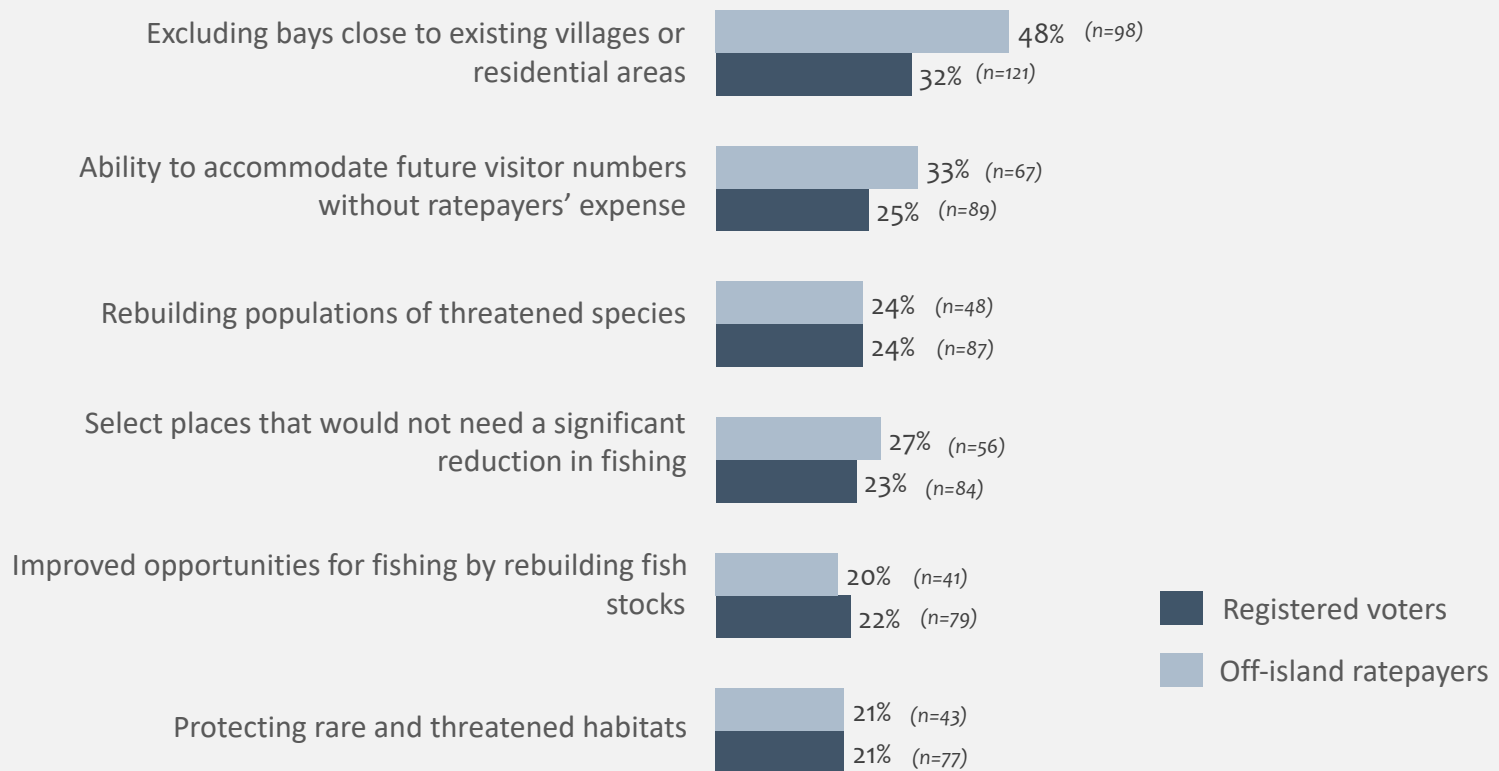 Excluding bays close to existing villages or
residential areas
48% (n=98)
32% (n=121)
Ability to accommodate future visitor numbers
without ratepayers’ expense
33% (n=67)
25% (n=89)
Rebuilding populations of threatened species
24% (n=48)
24% (n=87)
Select places that would not need a significant
reduction in fishing
27% (n=56)
23% (n=84)
Improved opportunities for fishing by rebuilding fish
stocks
20% (n=41)
22% (n=79)
Protecting rare and threatened habitats
21% (n=43)
21% (n=77)
Registered voters
Off-island ratepayers